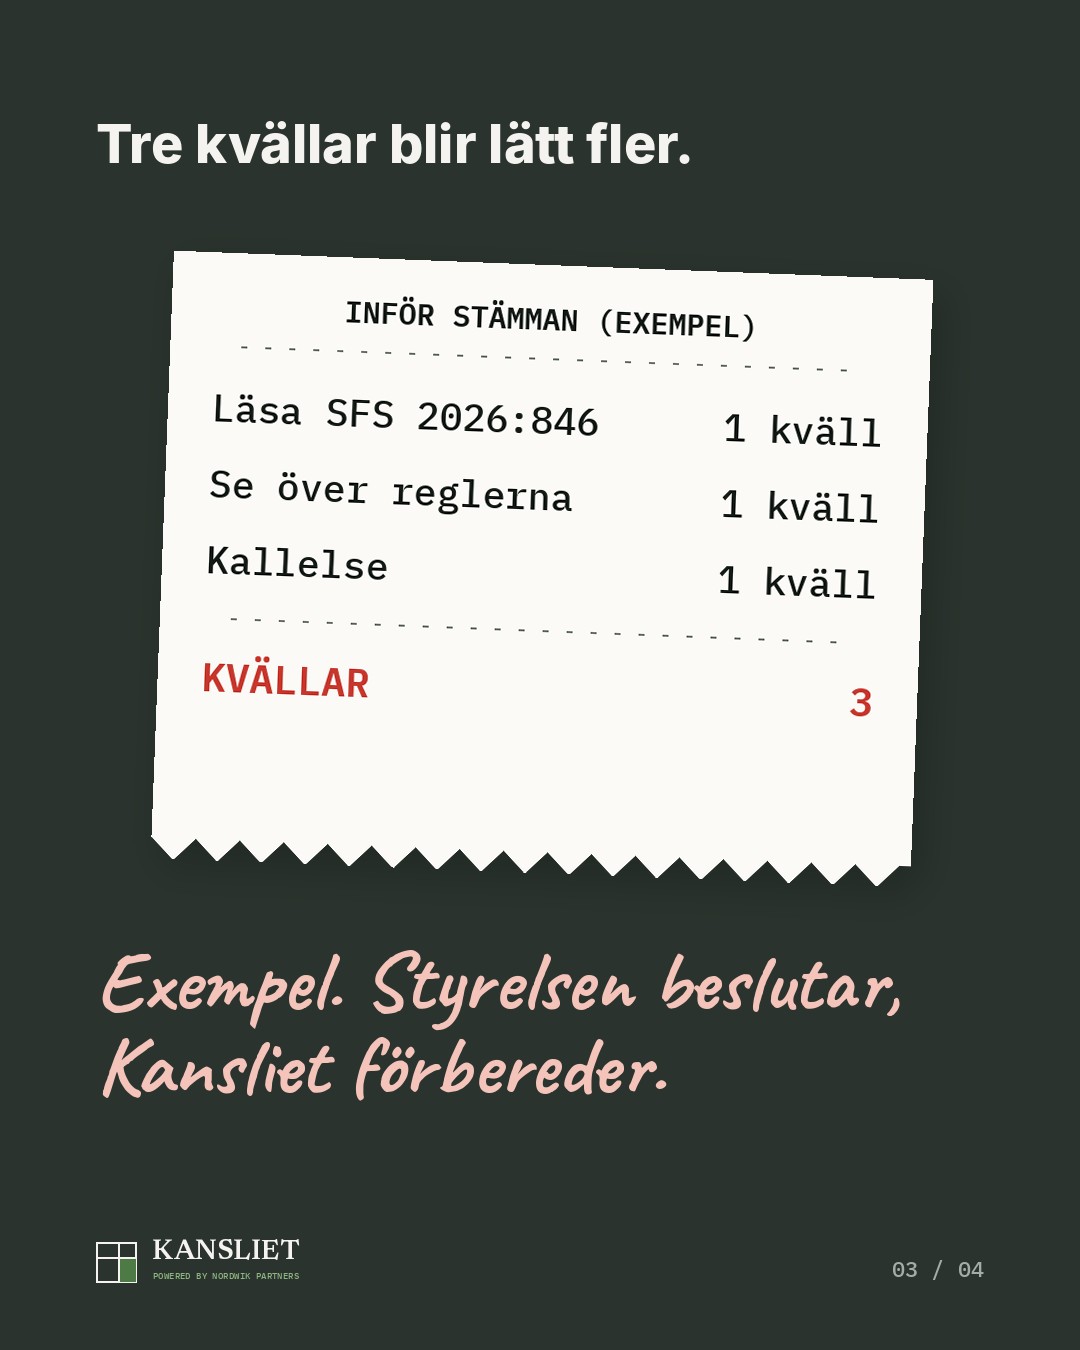 Tre kvällar blir lätt fler.
INFÖR STÄMMAN (EXEMPEL)
Läsa SFS 2026:846 1 kväll
Se över reglerna 1 kväll
Kallelse 1 kväll
KVÄLLAR 3
Exempel. Styrelsen beslutar,
Kansliet förbereder.
KANSLIET
POWERED BY NORDWIK PARTNERS
03 / 04